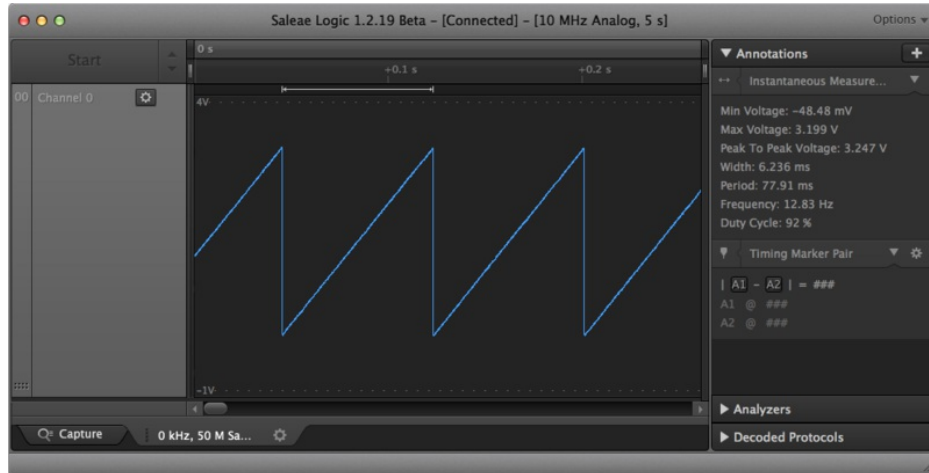 Saleae Logic 1.2.19 Beta – [Connected] – [10 MHz Analog, 5 s]
Options
Start
0 s
+0.1 s
+0.2 s
00 Channel 0
4V
-1V
Capture
0 kHz, 50 M Sa...
Annotations
Instantaneous Measure...
Min Voltage: -48.48 mV
Max Voltage: 3.199 V
Peak To Peak Voltage: 3.247 V
Width: 6.236 ms
Period: 77.91 ms
Frequency: 12.83 Hz
Duty Cycle: 92 %
Timing Marker Pair
| A1 - A2 | = ###
A1 @ ###
A2 @ ###
Analyzers
Decoded Protocols